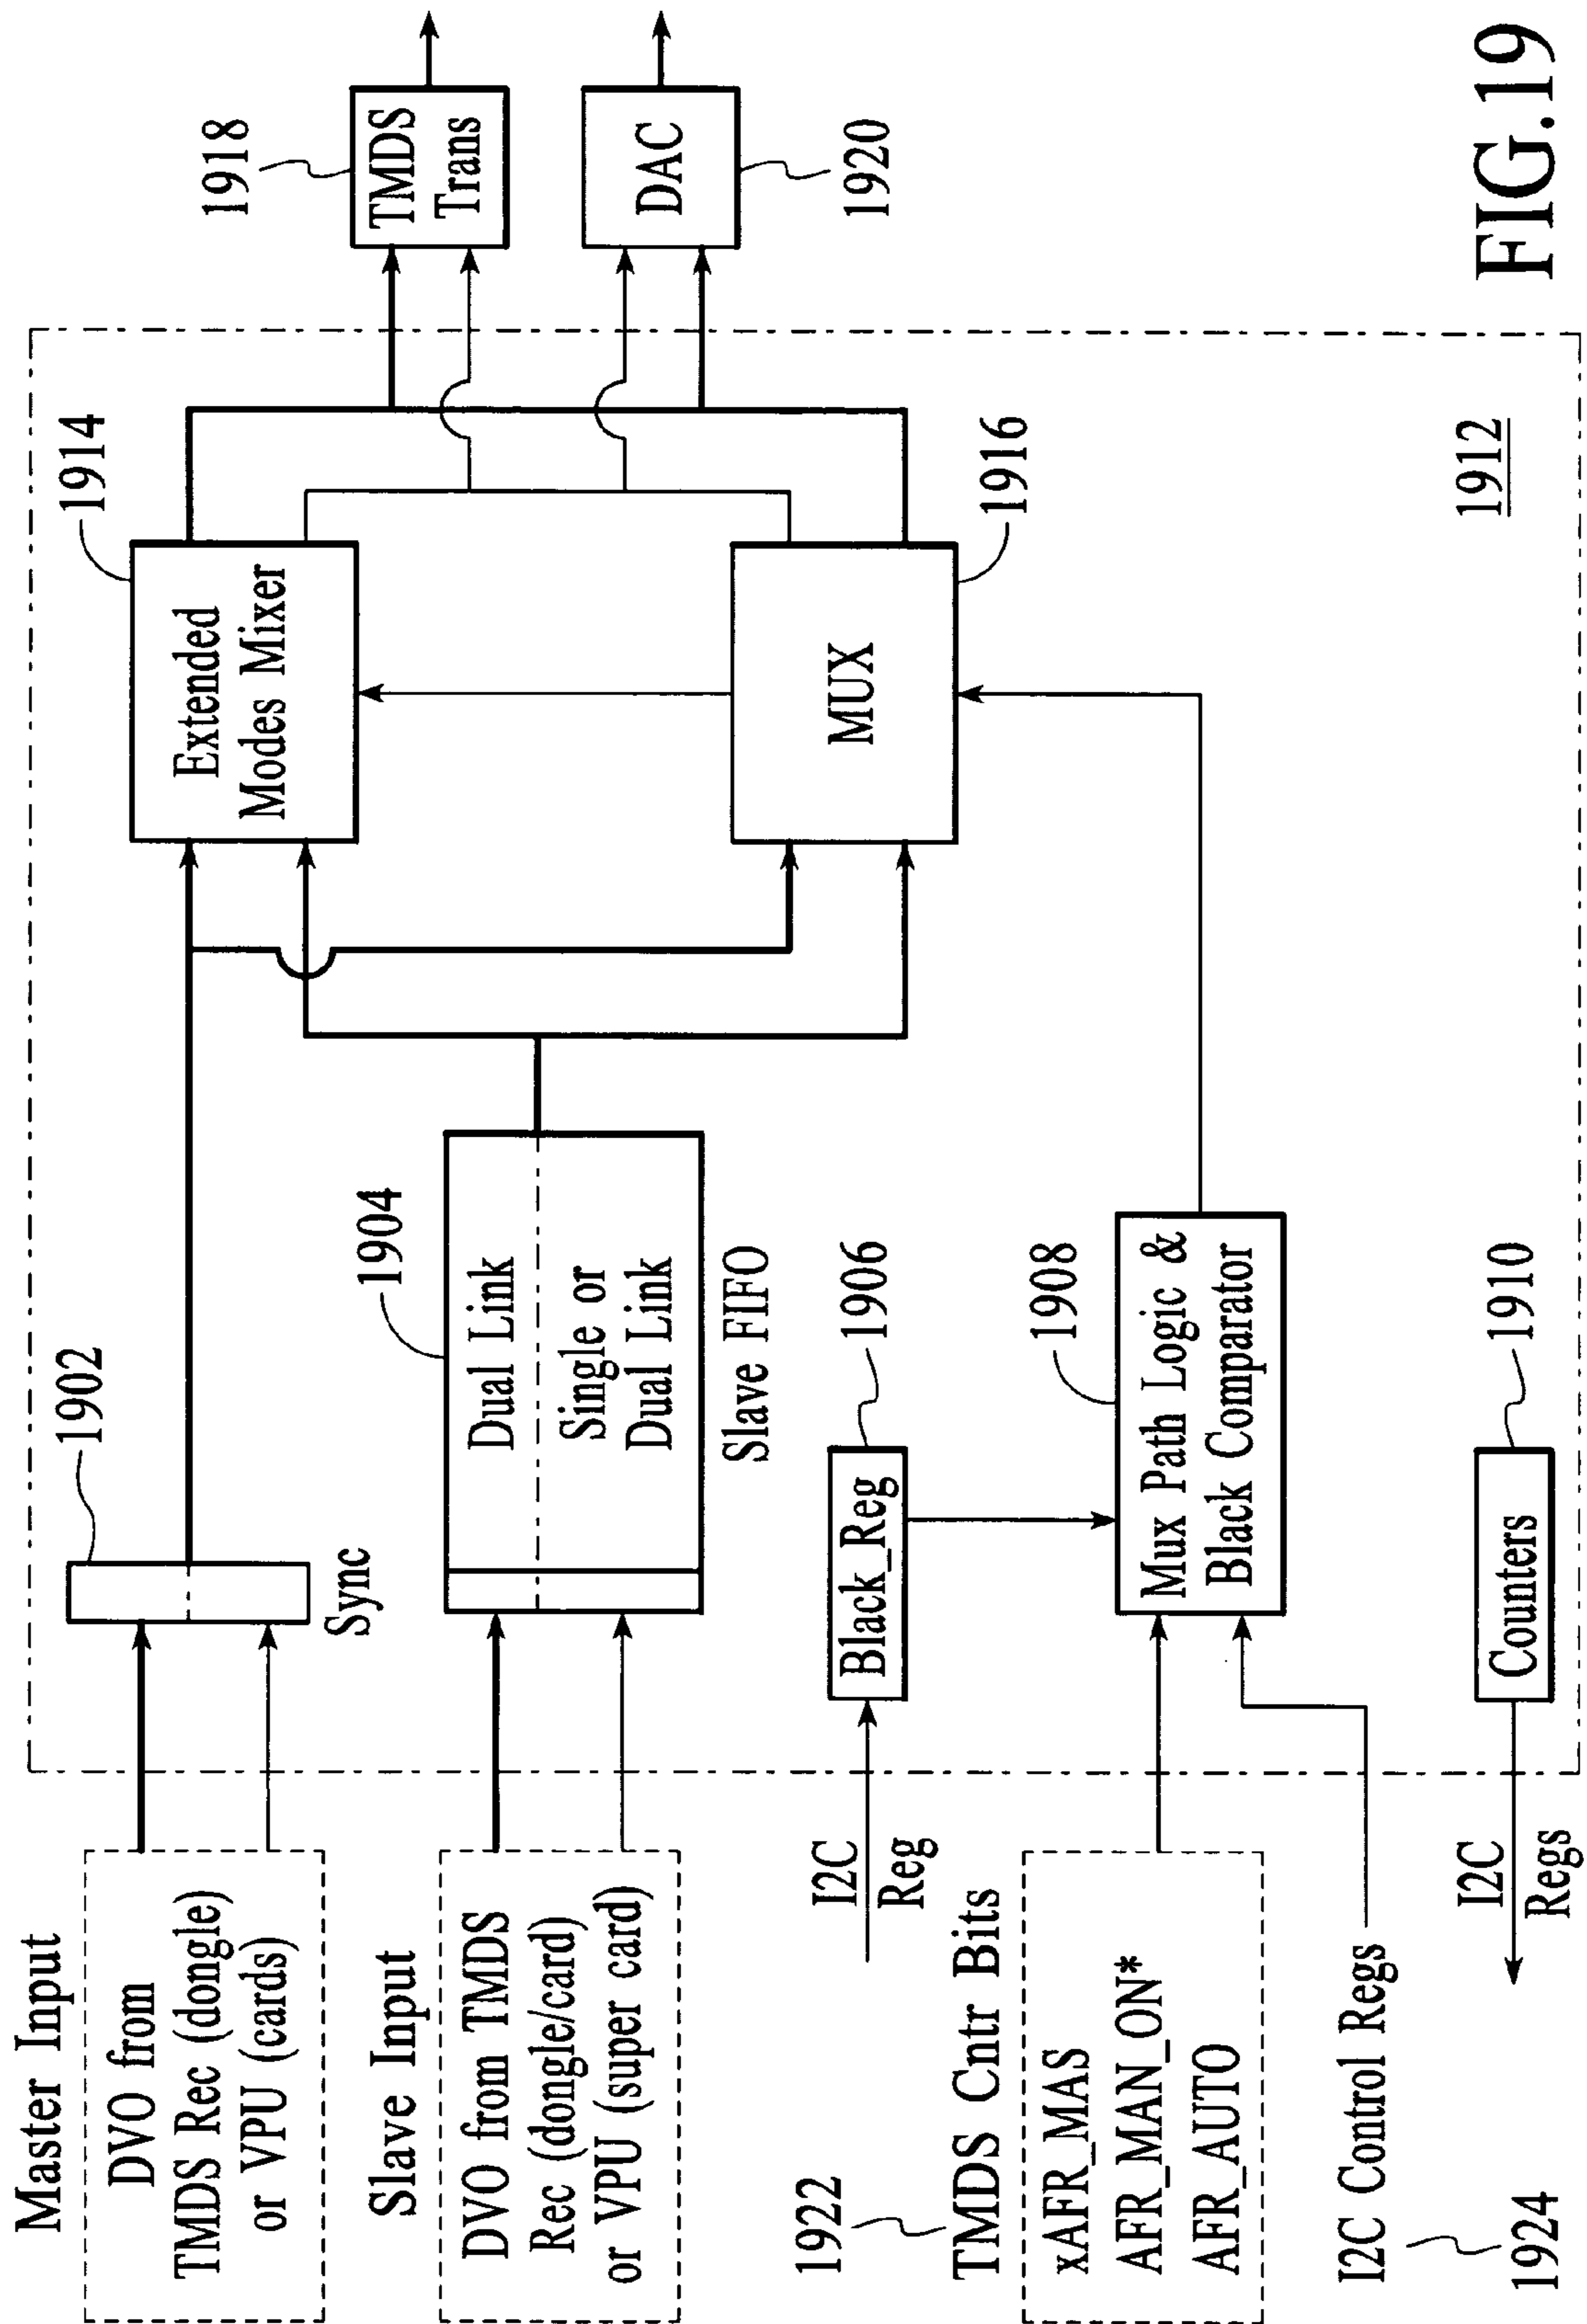 Master Input
DVO from
TMDS Rec (dongle)
or VPU (cards)
Slave Input
DVO from TMDS
Rec (dongle/card)
or VPU (super card)
I2C
Reg
1922
TMDS Cntr Bits
xAFR_MAS
AFR_MAN_ON*
AFR_AUTO
I2C Control Regs
1924
I2C
Regs
1902
Sync
1904
Dual Link
Single or
Dual Link
Slave FIFO
Black_Reg
1906
Mux Path Logic &
Black Comparator
1908
Counters
1910
1914
Extended
Modes Mixer
MUX
1916
1912
1918
TMDS
Trans
DAC
1920
FIG.19